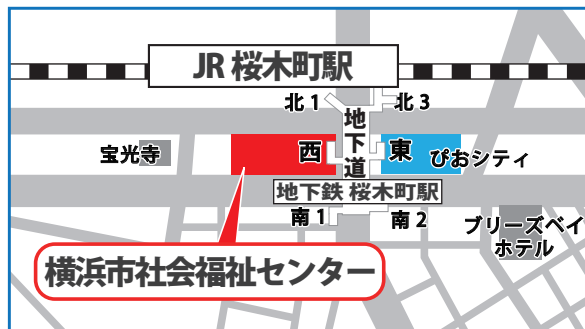 JR 桜木町駅
北1
北3
地下道
宝光寺
西
東
ぴおシティ
地下鉄 桜木町駅
南1
南2
ブリーズベイ
ホテル
横浜市社会福祉センター